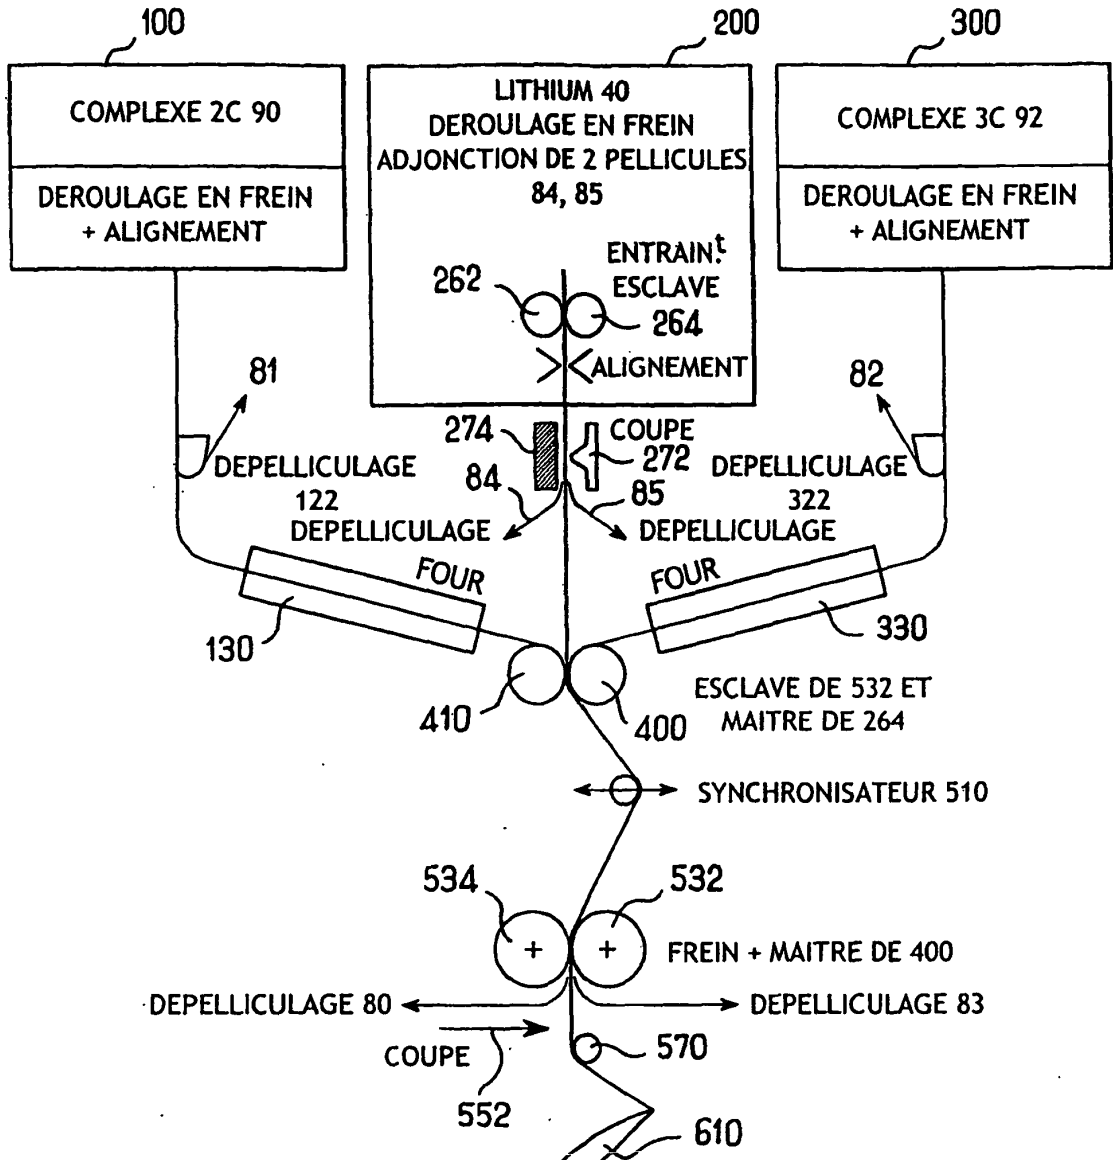 100
200
300
COMPLEXE 2C 90
DEROULAGE EN FREIN
+ ALIGNEMENT
LITHIUM 40
DEROULAGE EN FREIN
ADJONCTION DE 2 PELLICULES
84, 85
ENTRAIN.t
ESCLAVE
262
264
ALIGNEMENT
COMPLEXE 3C 92
DEROULAGE EN FREIN
+ ALIGNEMENT
81
82
274
COUPE
272
DEPELLICULAGE
122
84
85
DEPELLICULAGE
322
DEPELLICULAGE
DEPELLICULAGE
FOUR
FOUR
130
330
410
400
ESCLAVE DE 532 ET
MAITRE DE 264
SYNCHRONISATEUR 510
534
532
FREIN + MAITRE DE 400
DEPELLICULAGE 80
DEPELLICULAGE 83
COUPE
552
570
610